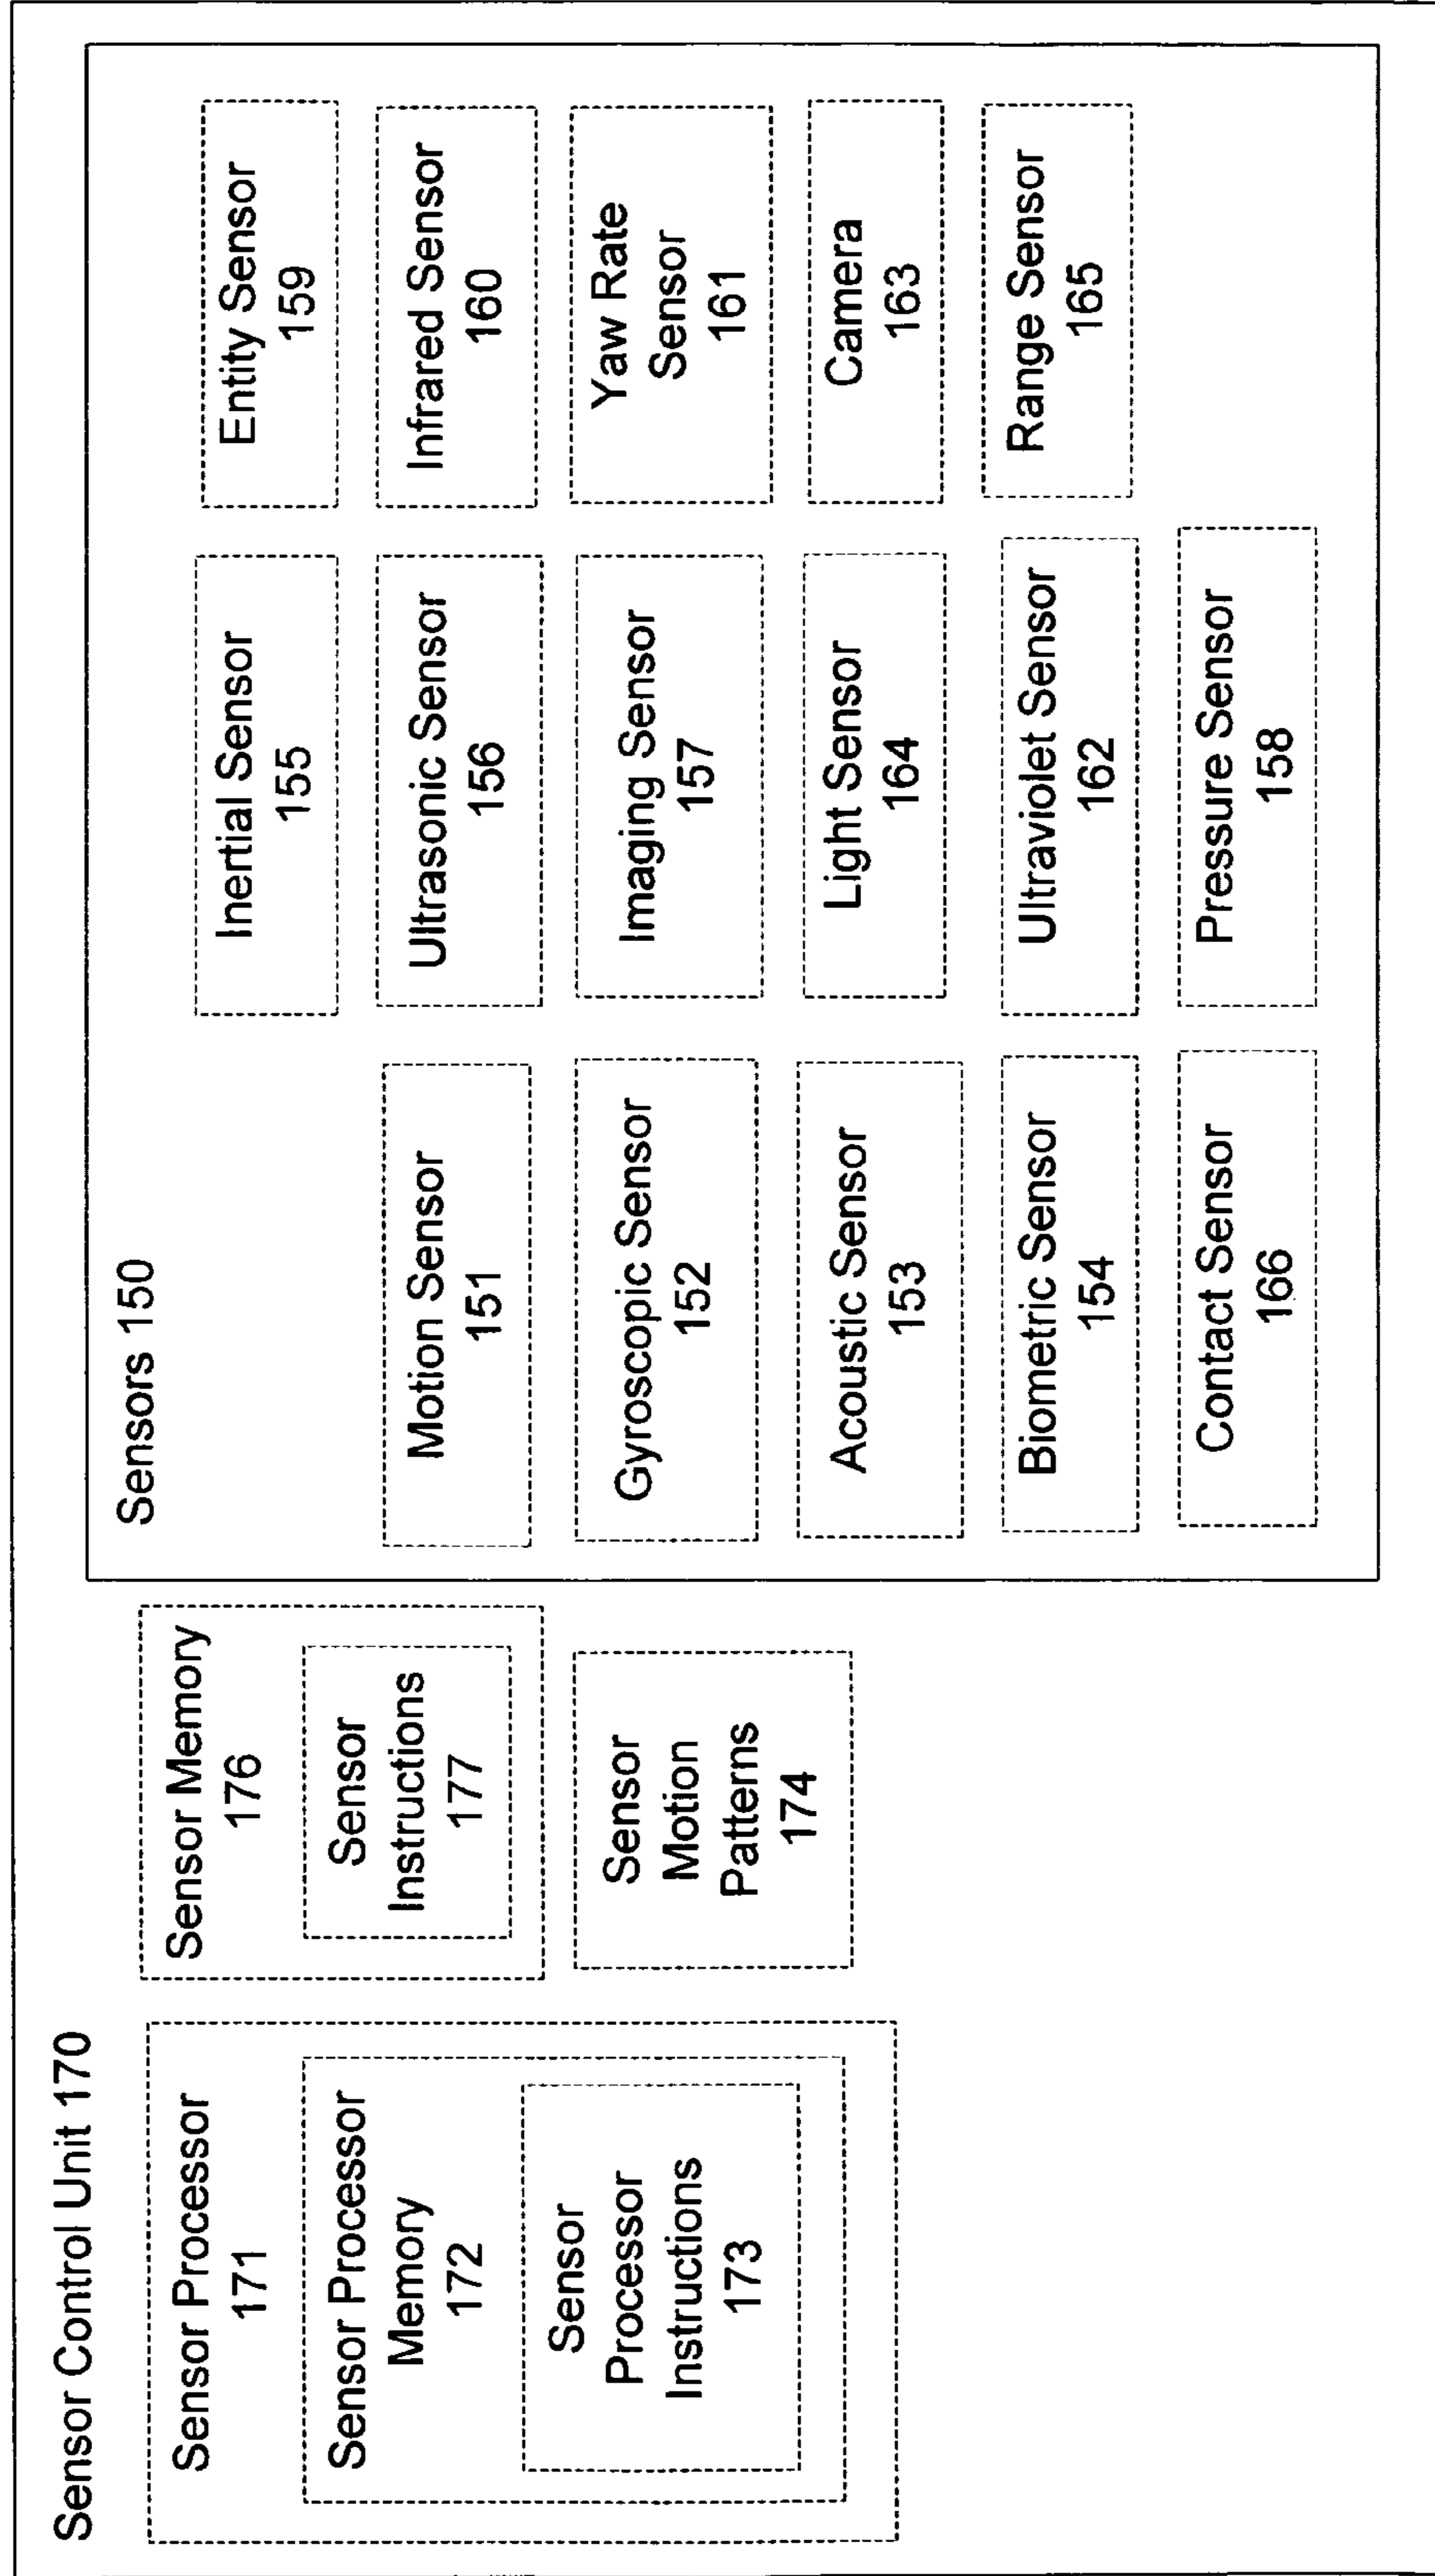 Sensor Control Unit 170
Sensor Processor
171
Sensor Processor
Memory
172
Sensor
Processor
Instructions
173
Sensor Memory
176
Sensor
Instructions
177
Sensor
Motion
Patterns
174
Sensors 150
Motion Sensor
151
Gyroscopic Sensor
152
Acoustic Sensor
153
Biometric Sensor
154
Contact Sensor
166
Inertial Sensor
155
Ultrasonic Sensor
156
Imaging Sensor
157
Light Sensor
164
Ultraviolet Sensor
162
Pressure Sensor
158
Entity Sensor
159
Infrared Sensor
160
Yaw Rate
Sensor
161
Camera
163
Range Sensor
165